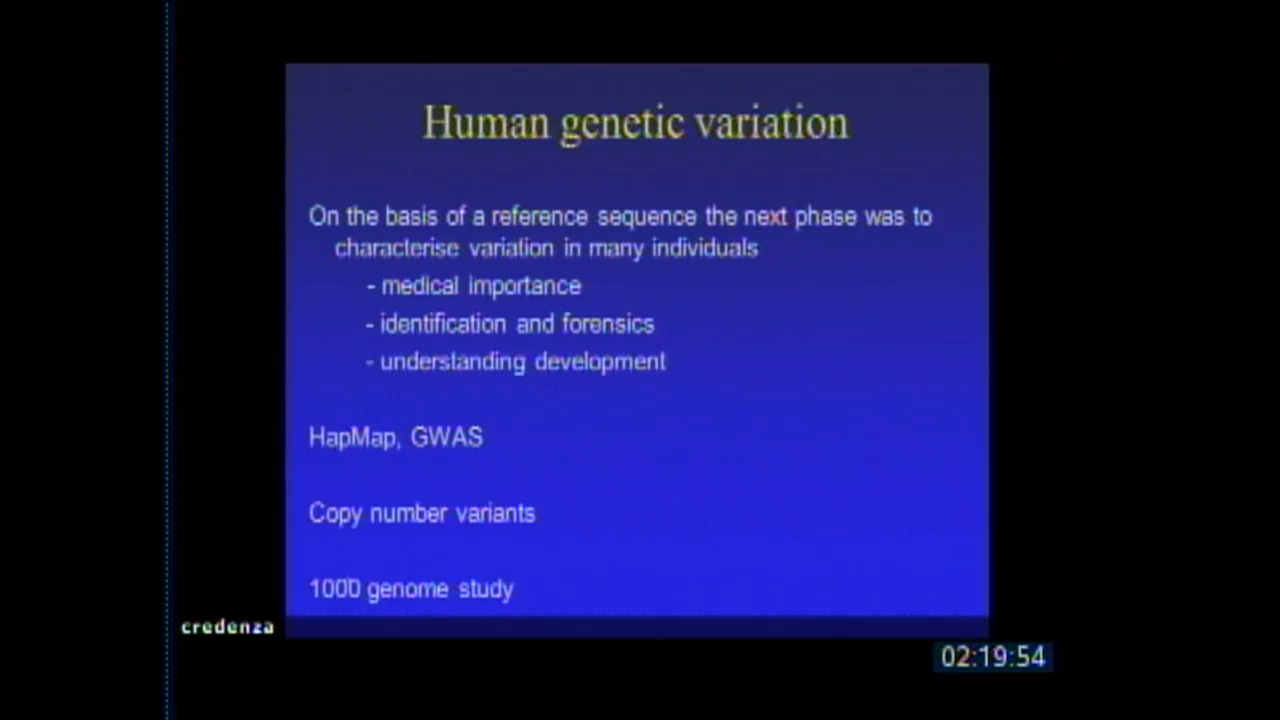 Human genetic variation
On the basis of a reference sequence the next phase was to
characterise variation in many individuals
- medical importance
- identification and forensics
- understanding development
HapMap, GWAS
Copy number variants
1000 genome study
credenza
02:19:54